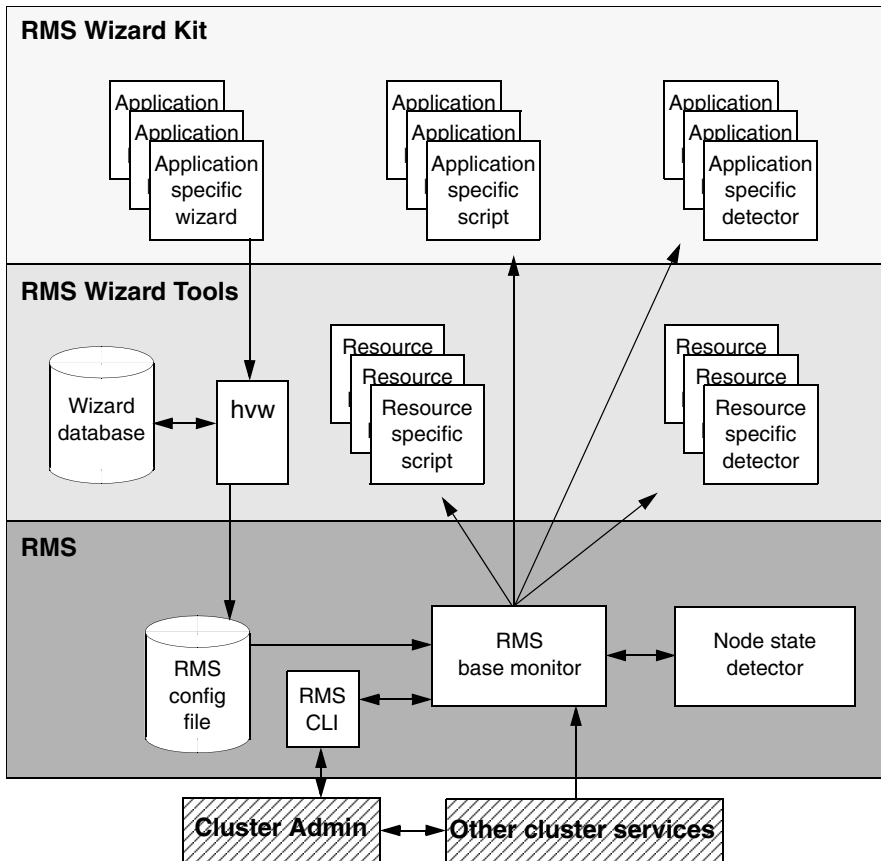 RMS Wizard Kit
Application
Application
Application
specific
wizard
Application
Application
Application
specific
script
Application
Application
Application
specific
detector
RMS Wizard Tools
Wizard
database
hvw
Resource
Resource
Resource
specific
script
Resource
Resource
Resource
specific
detector
RMS
RMS
config
file
RMS
CLI
RMS
base monitor
Node state
detector
Cluster Admin
Other cluster services